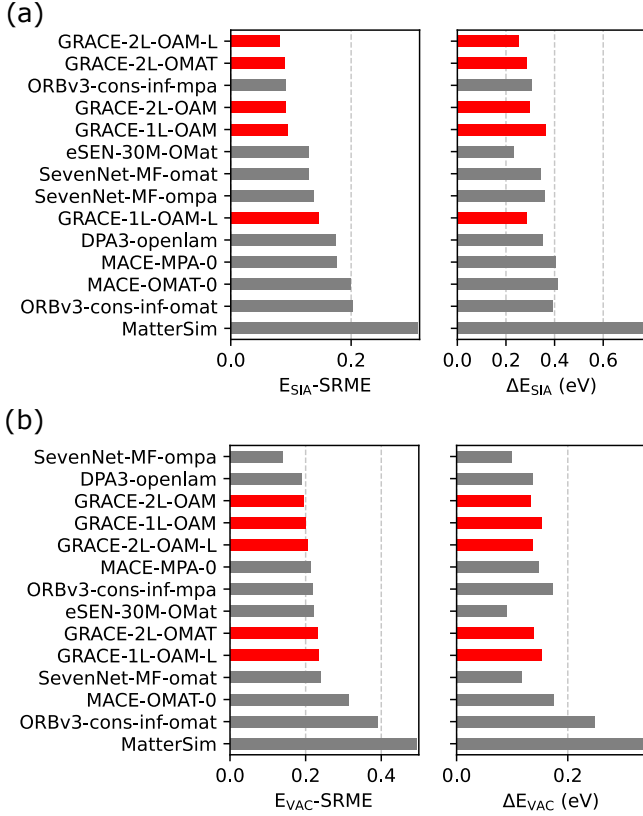 (a)
GRACE-2L-OAM-L
GRACE-2L-OMAT
ORBv3-cons-inf-mpa
GRACE-2L-OAM
GRACE-1L-OAM
eSEN-30M-OMat
SevenNet-MF-omat
SevenNet-MF-ompa
GRACE-1L-OAM-L
DPA3-openlam
MACE-MPA-0
MACE-OMAT-0
ORBv3-cons-inf-omat
MatterSim
0.0 0.2 0.0 0.2 0.4 0.6
E_SIA-SRME ΔE_SIA (eV)
(b)
SevenNet-MF-ompa
DPA3-openlam
GRACE-2L-OAM
GRACE-1L-OAM
GRACE-2L-OAM-L
MACE-MPA-0
ORBv3-cons-inf-mpa
eSEN-30M-OMat
GRACE-2L-OMAT
GRACE-1L-OAM-L
SevenNet-MF-omat
MACE-OMAT-0
ORBv3-cons-inf-omat
MatterSim
0.0 0.2 0.4 0.0 0.2
E_VAC-SRME ΔE_VAC (eV)